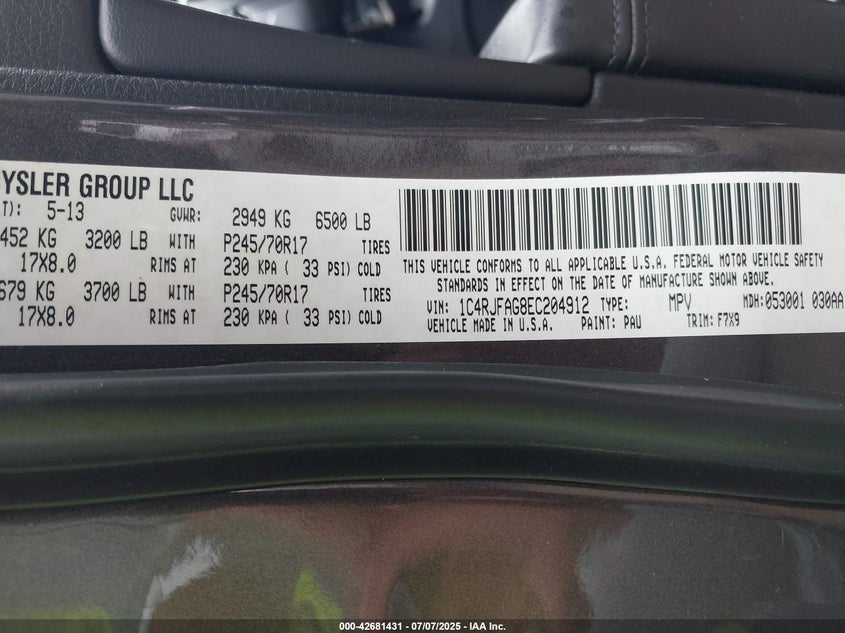 YSLER GROUP LLC
T): 5-13 GVWR: 2949 KG 6500 LB
452 KG 3200 LB WITH P245/70R17 TIRES
17X8.0 RIMS AT 230 KPA ( 33 PSI) COLD
679 KG 3700 LB WITH P245/70R17 TIRES
17X8.0 RIMS AT 230 KPA ( 33 PSI) COLD
THIS VEHICLE CONFORMS TO ALL APPLICABLE U.S.A. FEDERAL MOTOR VEHICLE SAFETY
STANDARDS IN EFFECT ON THE DATE OF MANUFACTURE SHOWN ABOVE.
VIN: 1C4RJFAG8EC204912 TYPE: MPV MDH:053001 030AA
VEHICLE MADE IN U.S.A. PAINT: PAU TRIM: F7X9
000-42681431 - 07/07/2025 - IAA Inc.